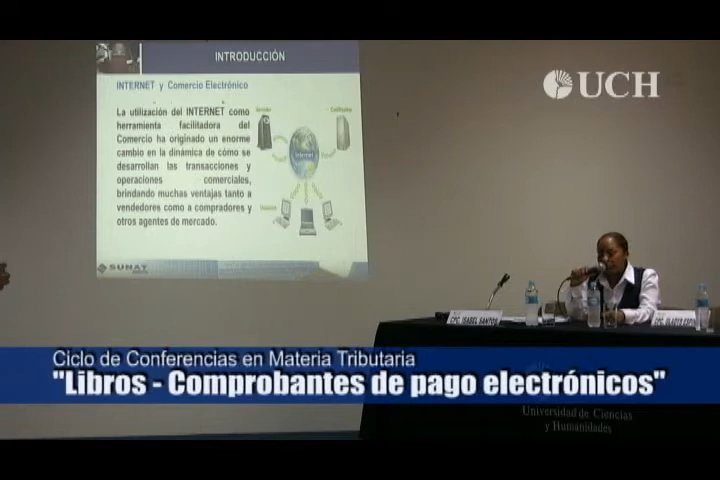 INTRODUCCIÓN
INTERNET y Comercio Electrónico
La utilización del INTERNET como
herramienta facilitadora del
Comercio ha originado un enorme
cambio en la dinámica de cómo se
desarrollan las transacciones y
operaciones comerciales,
brindando muchas ventajas tanto a
vendedores como a compradores y
otros agentes de mercado.
Internet
SUNAT
UCH
CPC. ISABEL SANTOS
CPC. GLADYS
Ciclo de Conferencias en Materia Tributaria
"Libros - Comprobantes de pago electrónicos"
Universidad de Ciencias
y Humanidades